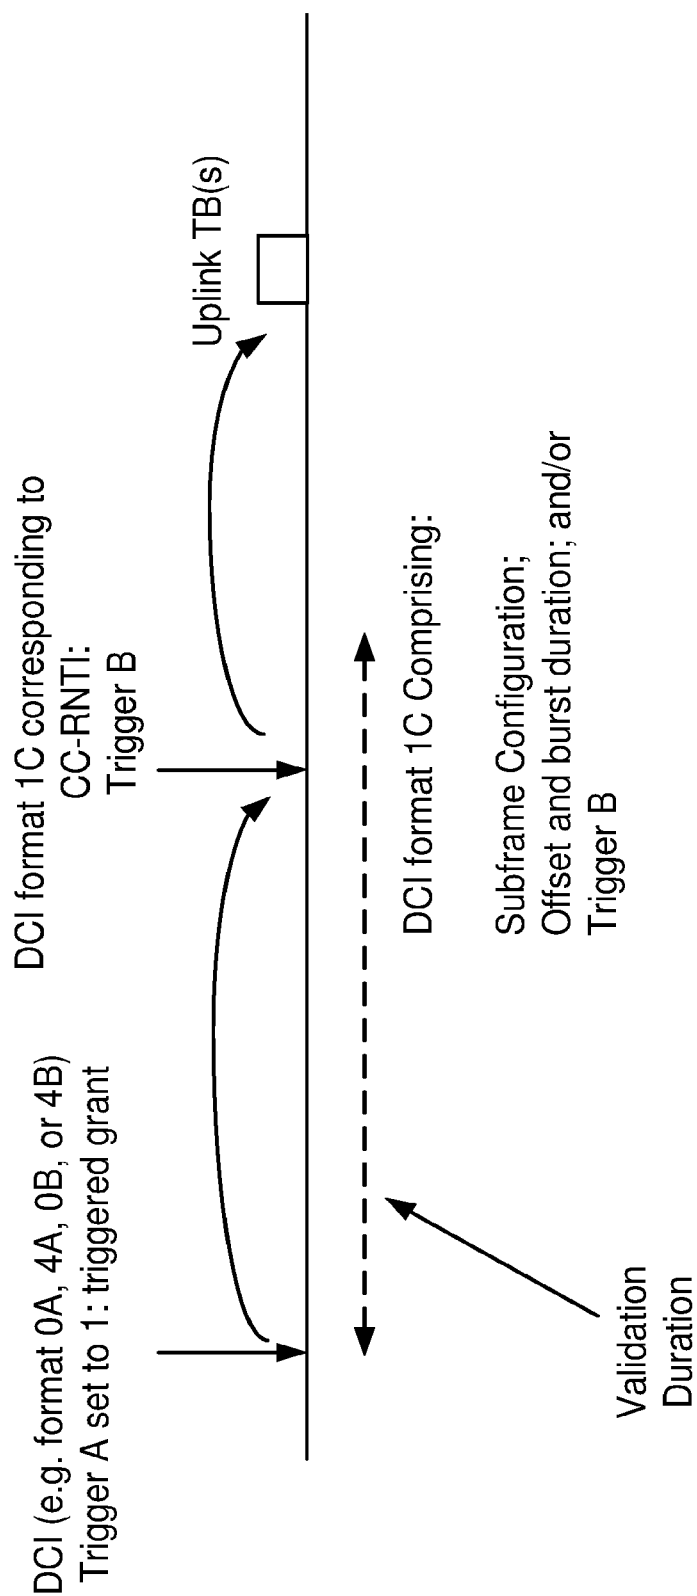 DCI (e.g. format 0A, 4A, 0B, or 4B)
Trigger A set to 1: triggered grant
DCI format 1C corresponding to
CC-RNTI:
Trigger B
Uplink TB(s)
Validation
Duration
DCI format 1C Comprising:
Subframe Configuration;
Offset and burst duration; and/or
Trigger B